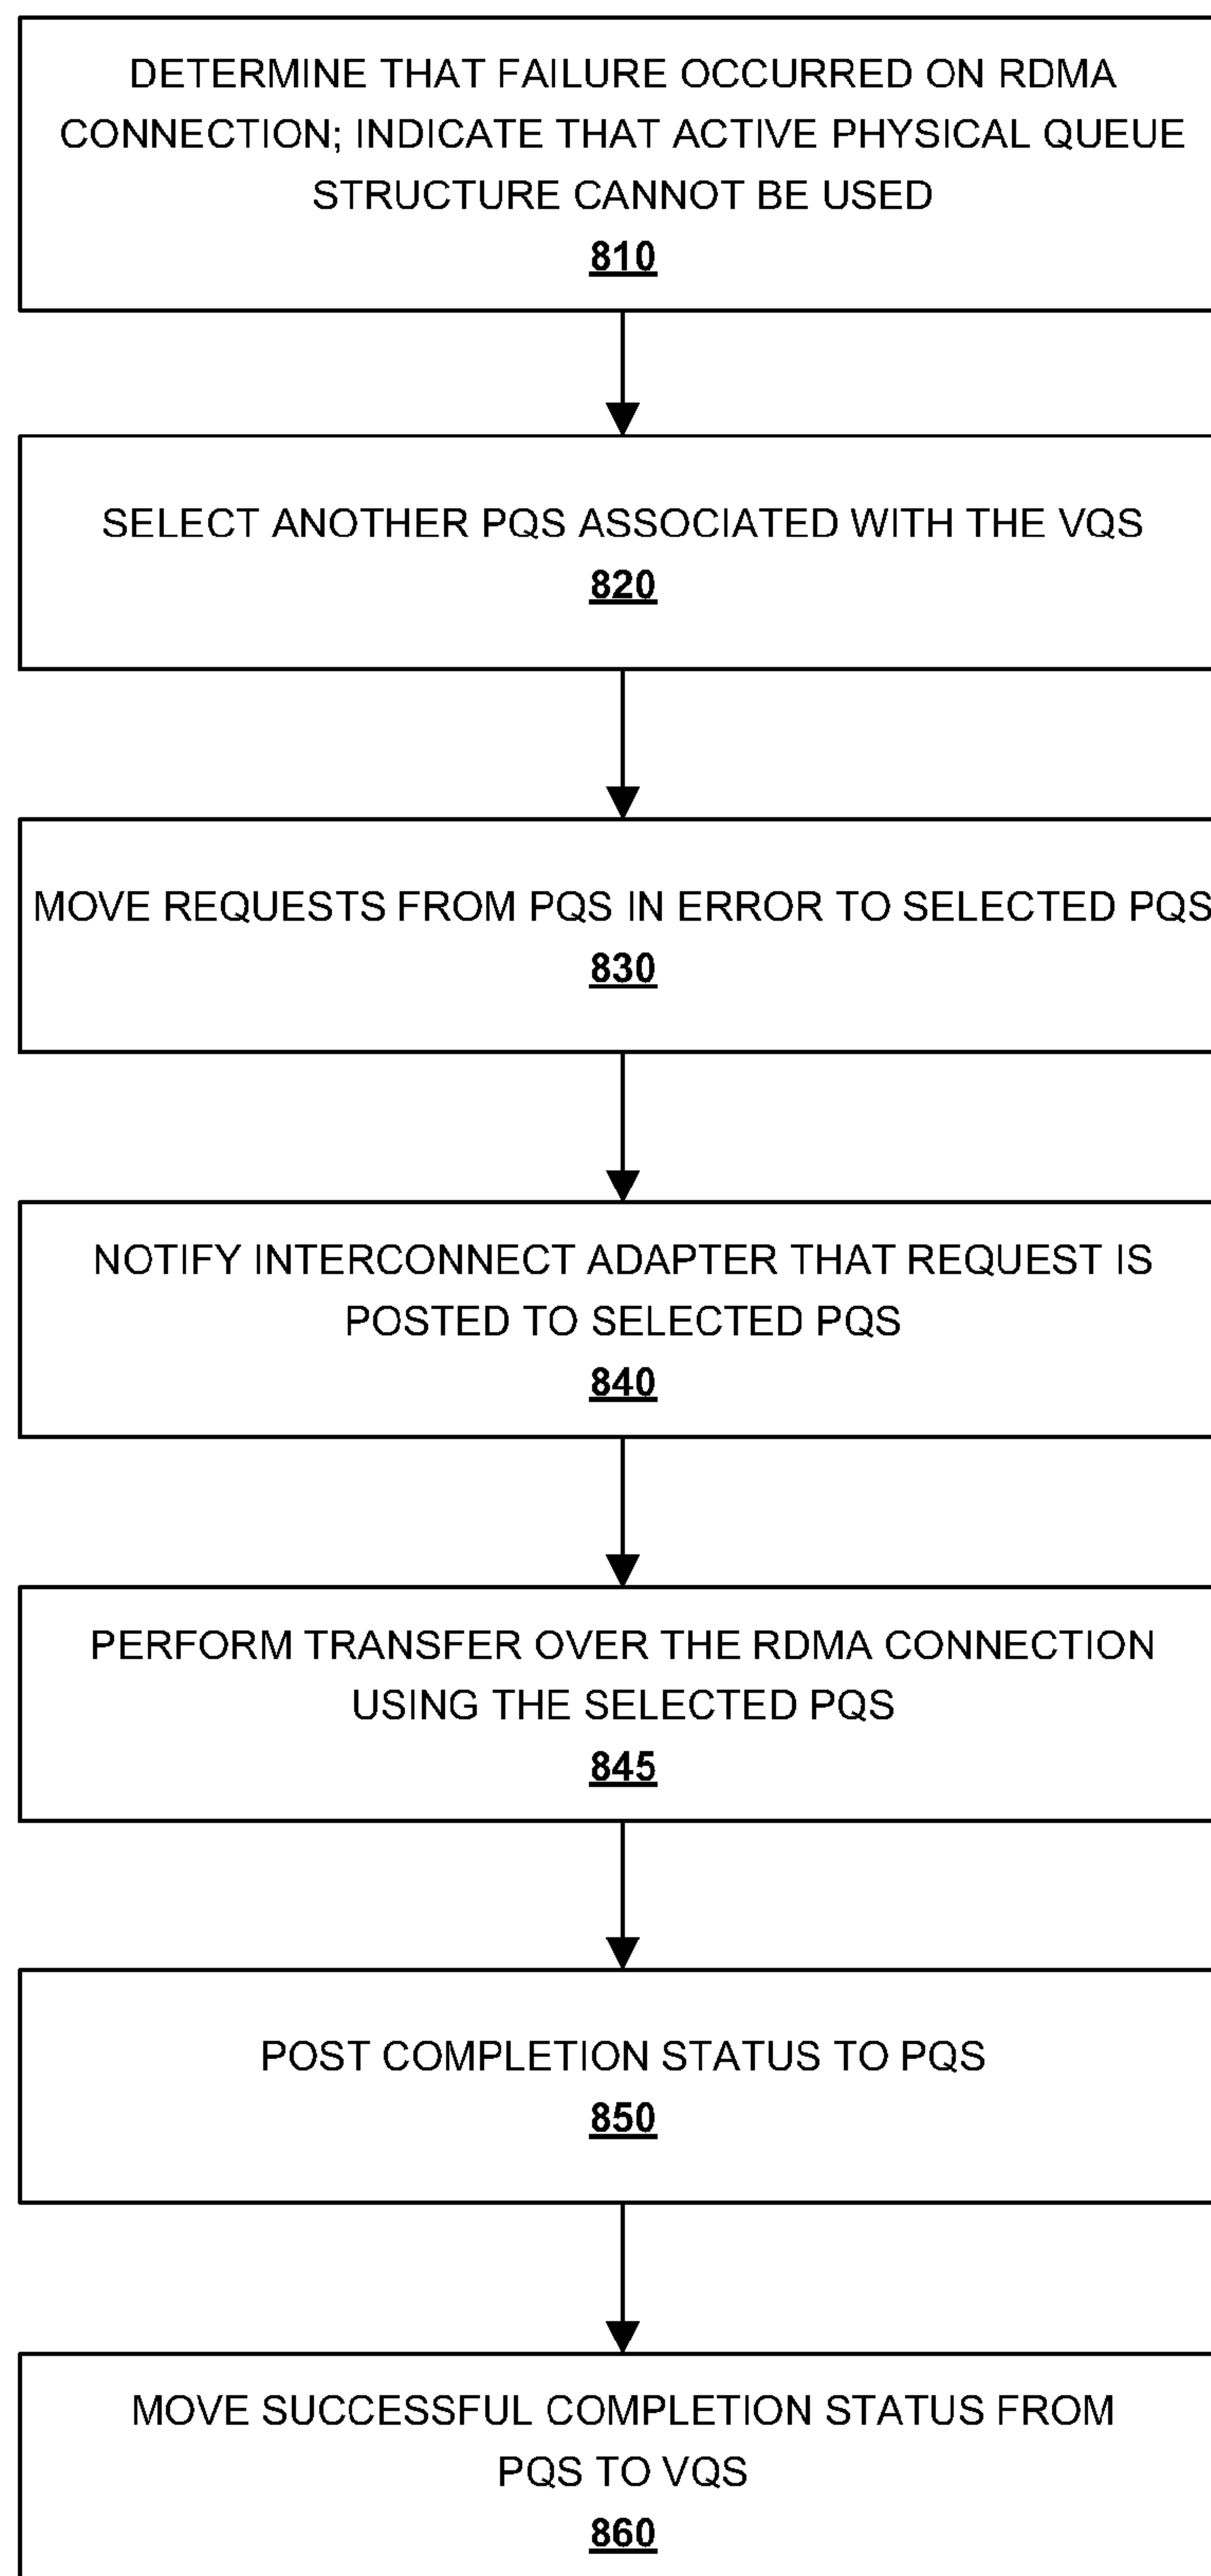 DETERMINE THAT FAILURE OCCURRED ON RDMA
CONNECTION; INDICATE THAT ACTIVE PHYSICAL QUEUE
STRUCTURE CANNOT BE USED
810
SELECT ANOTHER PQS ASSOCIATED WITH THE VQS
820
MOVE REQUESTS FROM PQS IN ERROR TO SELECTED PQS
830
NOTIFY INTERCONNECT ADAPTER THAT REQUEST IS
POSTED TO SELECTED PQS
840
PERFORM TRANSFER OVER THE RDMA CONNECTION
USING THE SELECTED PQS
845
POST COMPLETION STATUS TO PQS
850
MOVE SUCCESSFUL COMPLETION STATUS FROM
PQS TO VQS
860